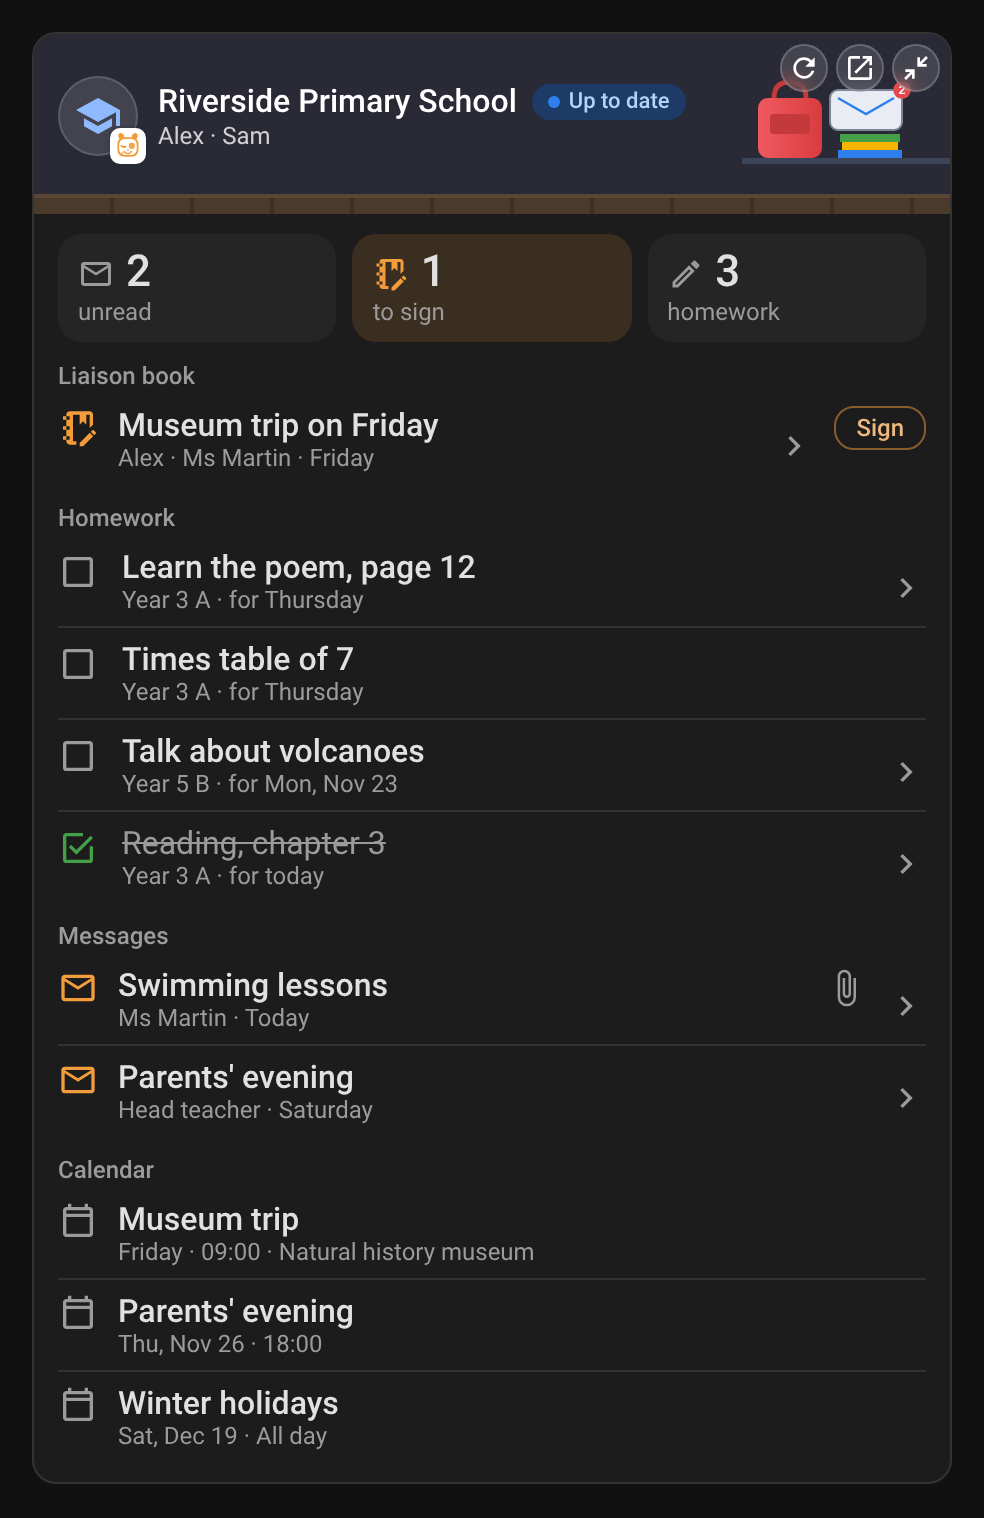 Riverside Primary School
Up to date
Alex · Sam
2
2
unread
1
to sign
3
homework
Liaison book
Museum trip on Friday
Alex · Ms Martin · Friday
Sign
Homework
Learn the poem, page 12
Year 3 A · for Thursday
Times table of 7
Year 3 A · for Thursday
Talk about volcanoes
Year 5 B · for Mon, Nov 23
Reading, chapter 3
Year 3 A · for today
Messages
Swimming lessons
Ms Martin · Today
Parents' evening
Head teacher · Saturday
Calendar
Museum trip
Friday · 09:00 · Natural history museum
Parents' evening
Thu, Nov 26 · 18:00
Winter holidays
Sat, Dec 19 · All day